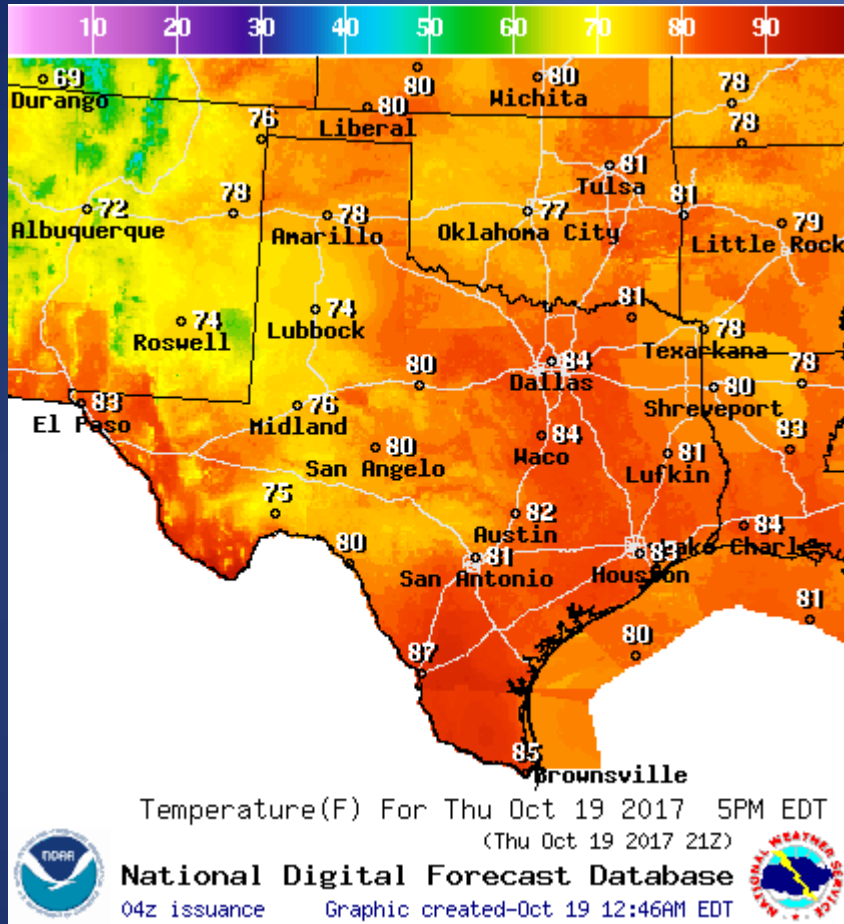 10 20 30 40 50 60 70 80 90
69
Durango
80
80
Liberal
80
Wichita
78
78
76
81
Tulsa
72
Albuquerque
78
78
Amarillo
77
Oklahoma City
81
79
Little Rock
74
Roswell
74
Lubbock
81
78
Texarkana
84
Dallas
80
80
Shreveport
78
83
El Paso
76
Midland
80
San Angelo
84
Waco
81
Lufkin
83
75
82
Austin
84
Lake Charles
80
81
San Antonio
83
Houston
81
80
87
85
Brownsville
Temperature(F) For Thu Oct 19 2017 5PM EDT
(Thu Oct 19 2017 21Z)
National Digital Forecast Database
04z issuance Graphic created-Oct 19 12:46AM EDT
NOAA
NATIONAL WEATHER SERVICE